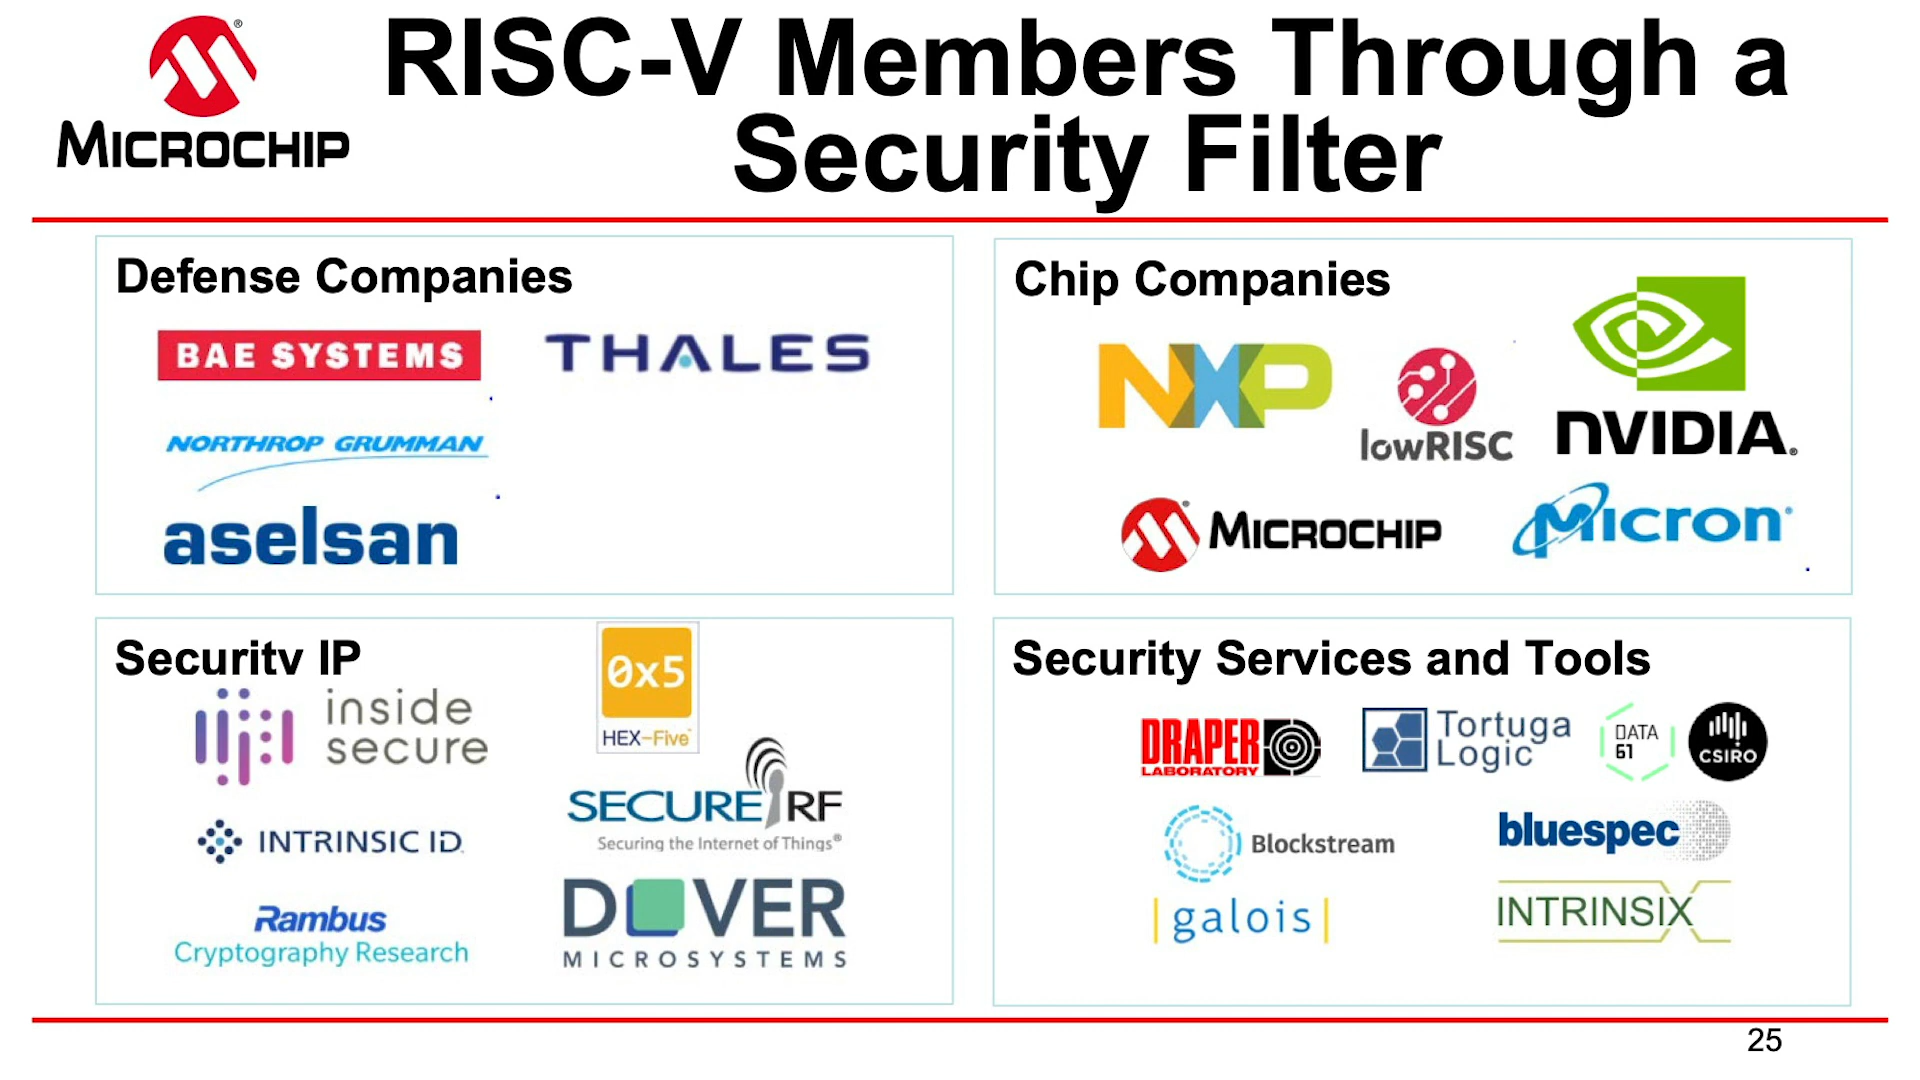 MICROCHIP
RISC-V Members Through a
Security Filter
Defense Companies
BAE SYSTEMS
THALES
NORTHROP GRUMMAN
aselsan
Chip Companies
NXP
lowRISC
NVIDIA
MICROCHIP
Micron
Security IP
inside
secure
0x5
HEX-Five
SECURE RF
Securing the Internet of Things®
INTRINSIC ID
Rambus
Cryptography Research
DOVER
MICROSYSTEMS
Security Services and Tools
DRAPER
LABORATORY
Tortuga
Logic
DATA
61
CSIRO
Blockstream
bluespec
galois
INTRINSIX
25